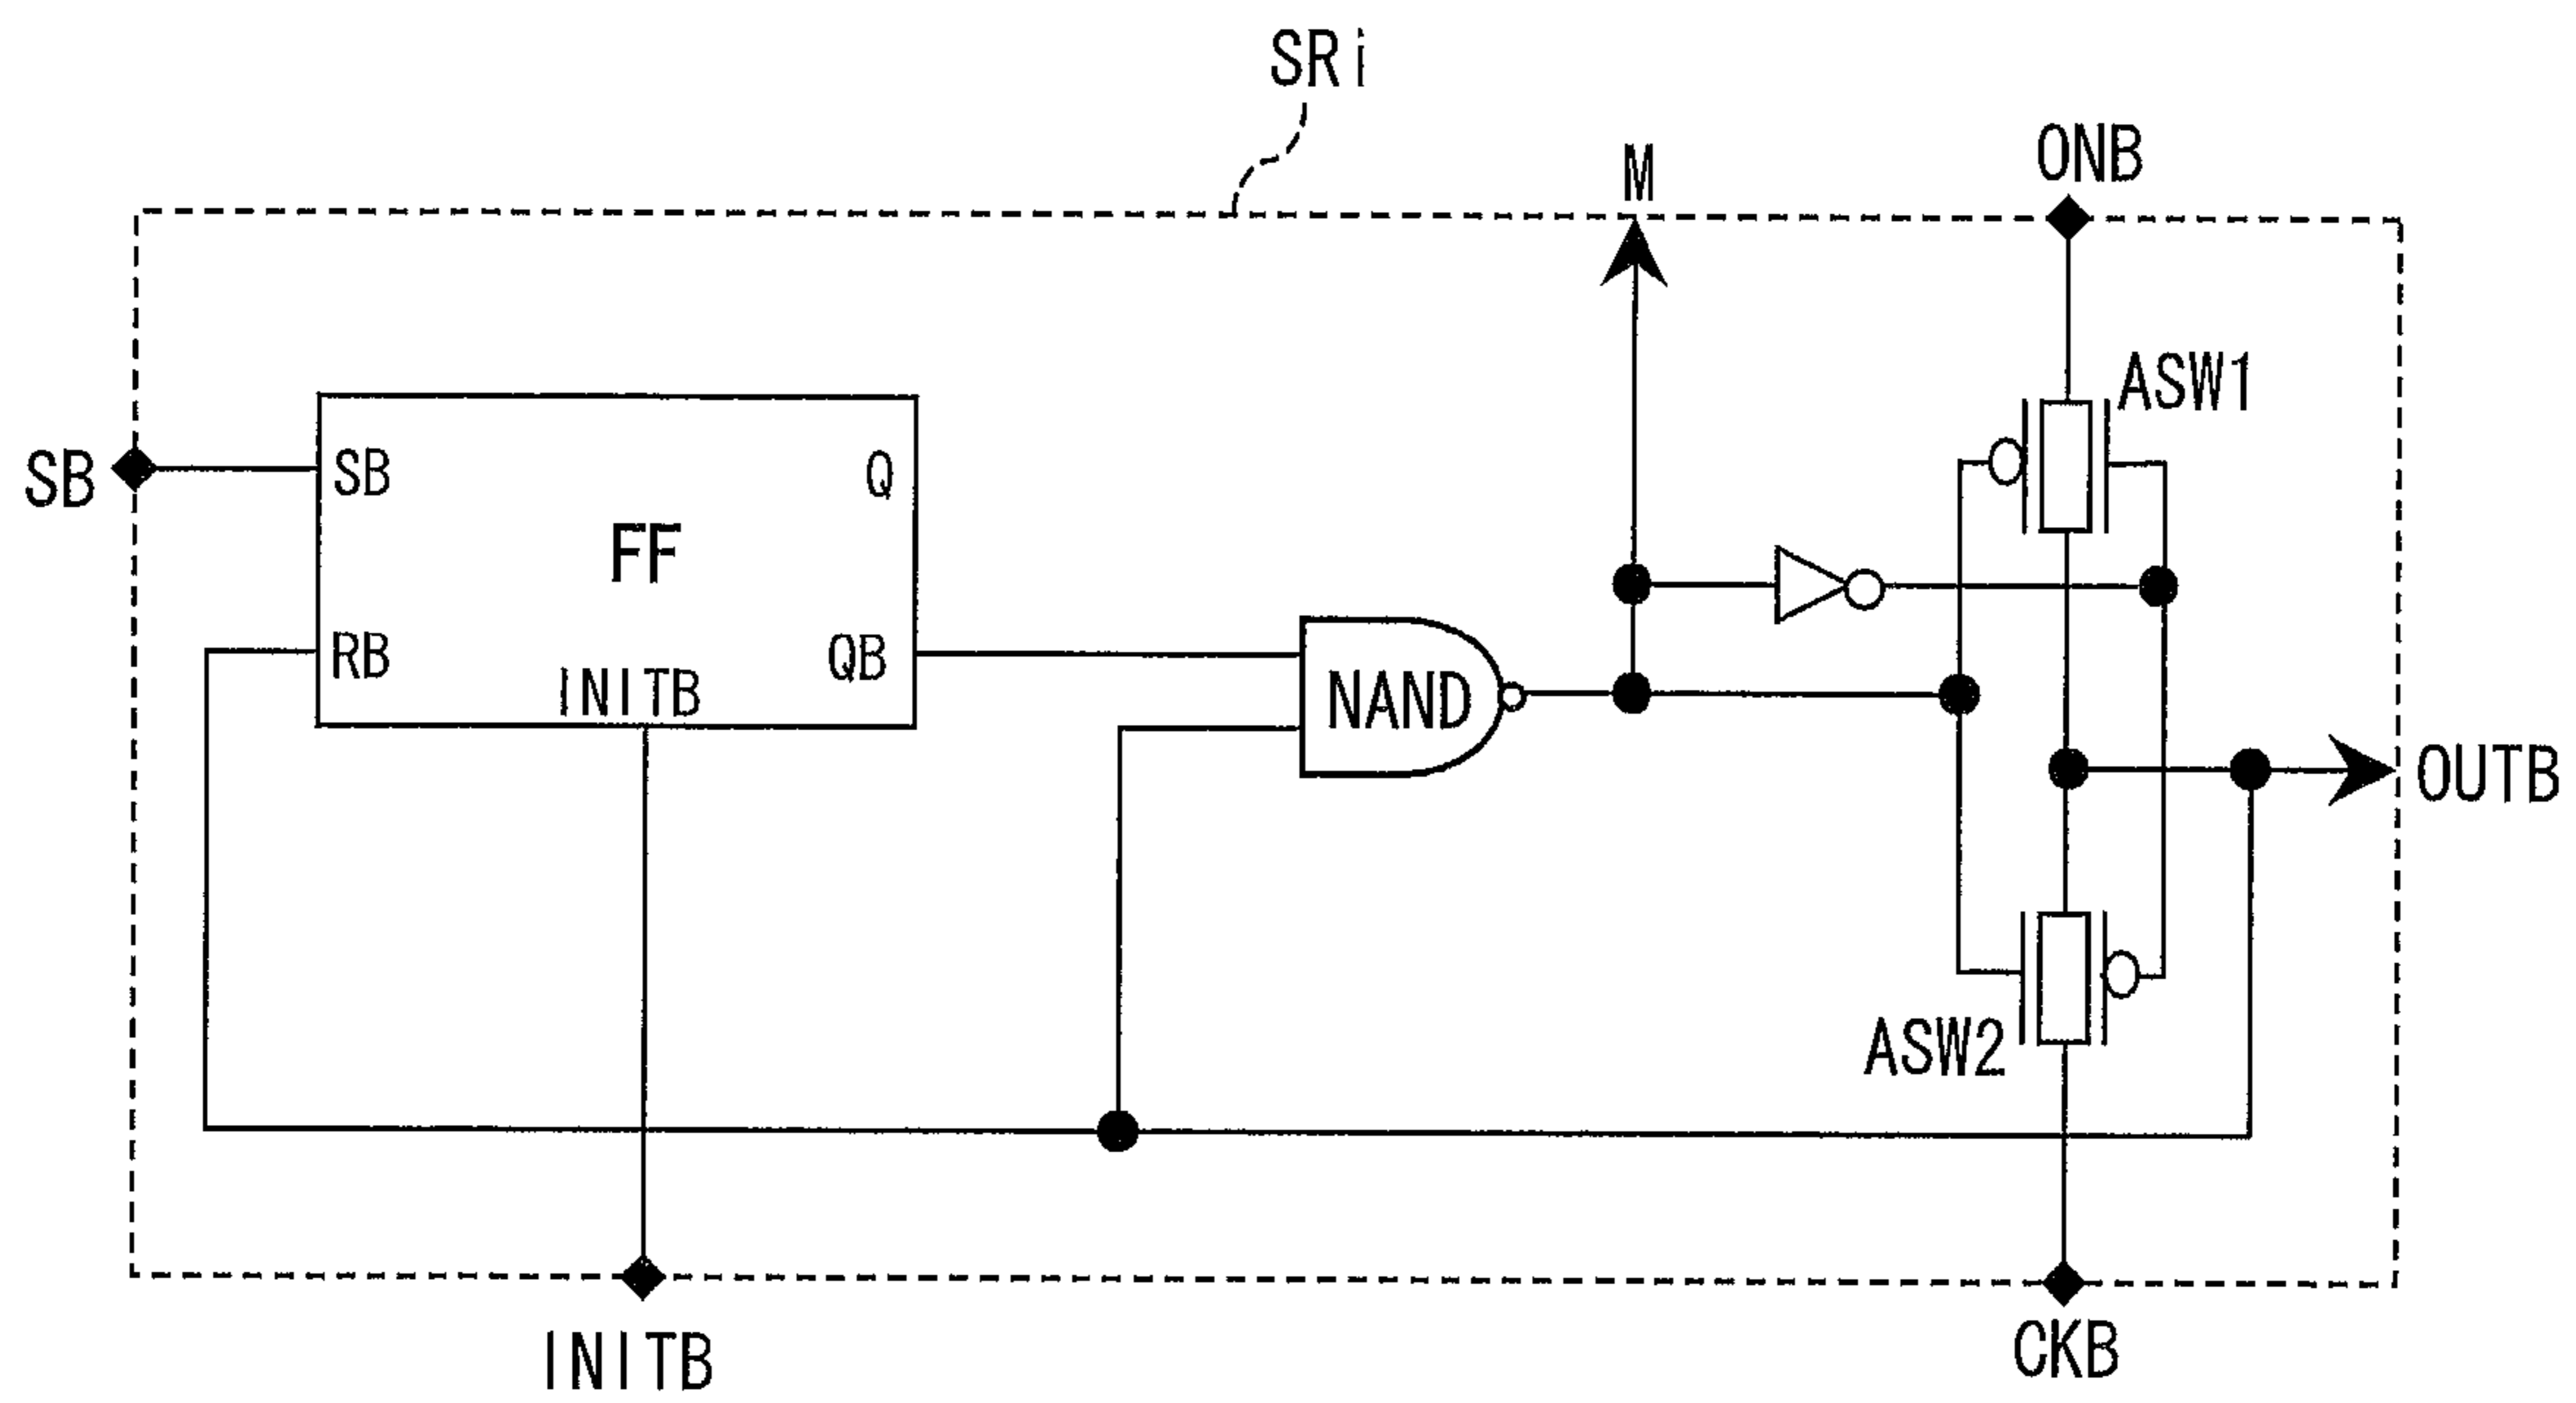 SRi
M
ONB
ASW1
SB
SB
Q
FF
RB
QB
INITB
NAND
OUTB
ASW2
INITB
CKB